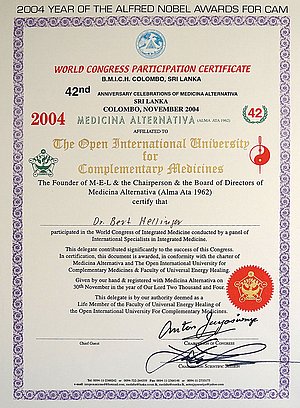 2004 YEAR OF THE ALFRED NOBEL AWARDS FOR CAM
WORLD CONGRESS PARTICIPATION CERTIFICATE
B.M.I.C.H. COLOMBO, SRI LANKA
42nd ANNIVERSARY CELEBRATIONS OF MEDICINA ALTERNATIVA
SRI LANKA
COLOMBO, NOVEMBER 2004
2004 MEDICINA ALTERNATIVA (ALMA ATA 1962) 42
AFFILIATED TO
The Open International University
for
Complementary Medicines
The Founder of M-E-L & the Chairperson & the Board of Directors of
Medicina Alternativa (Alma Ata 1962)
certify that
Dr. Bert Hellinger
participated in the World Congress of Integrated Medicine conducted by a panel of
International Specialists in Integrated Medicine.
This delegate contributed significantly to the success of this Congress.
In certification, this document is awarded, in conformity with the charter of
Medicina Alternativa and The Open International University for
Complementary Medicines & Faculty of Universal Energy Healing.
Given by our hand & registered with Medicina Alternativa on
30th November in the year of Our Lord Two Thousand and Four.
This delegate is by our authority deemed as a
Life Member of the Faculty of Universal Energy Healing of the
Open International University For Complementary Medicines.
Chief Guest
CHAIRPERSON OF CONGRESS